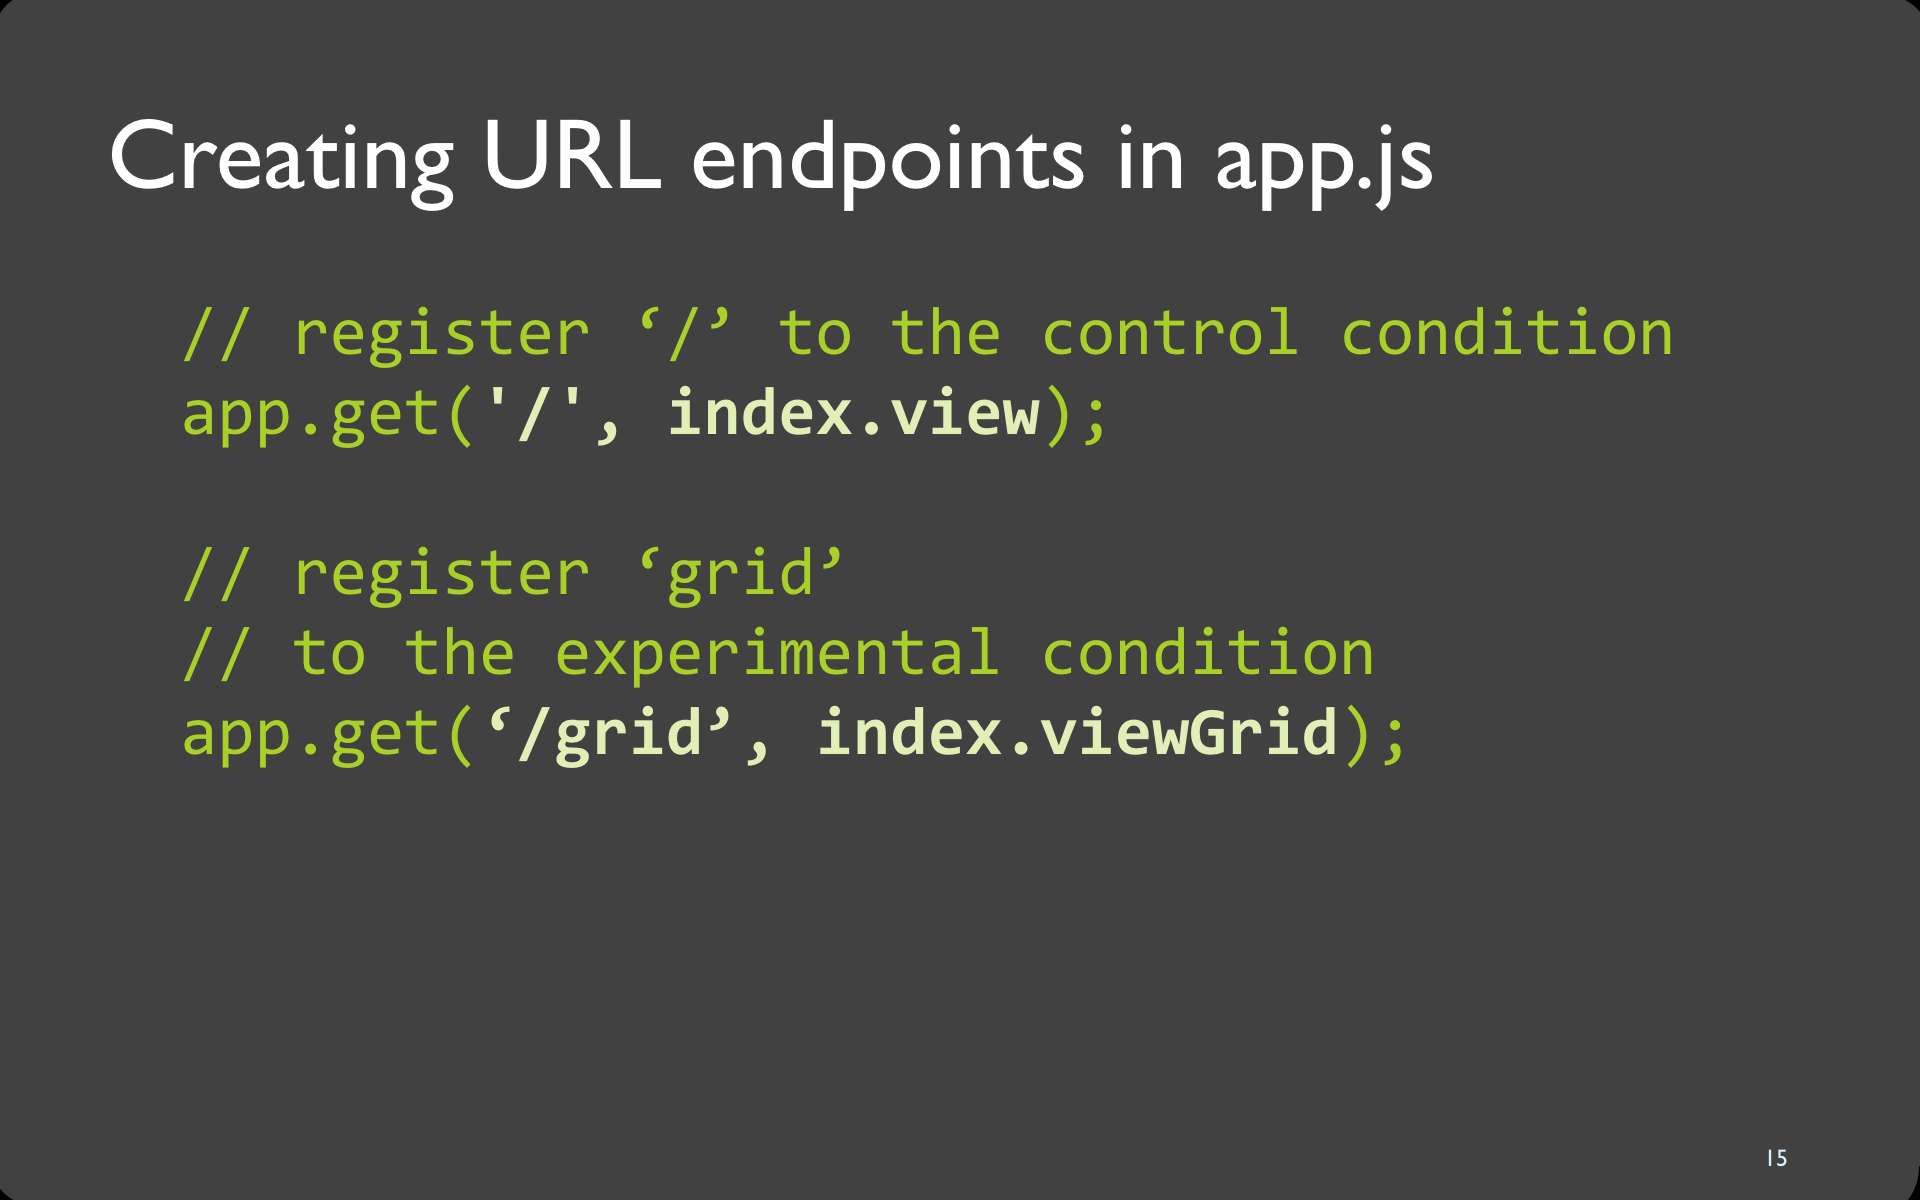 Creating URL endpoints in app.js
// register ‘/’ to the control condition
app.get('/', index.view);
// register ‘grid’
// to the experimental condition
app.get(‘/grid’, index.viewGrid);
15